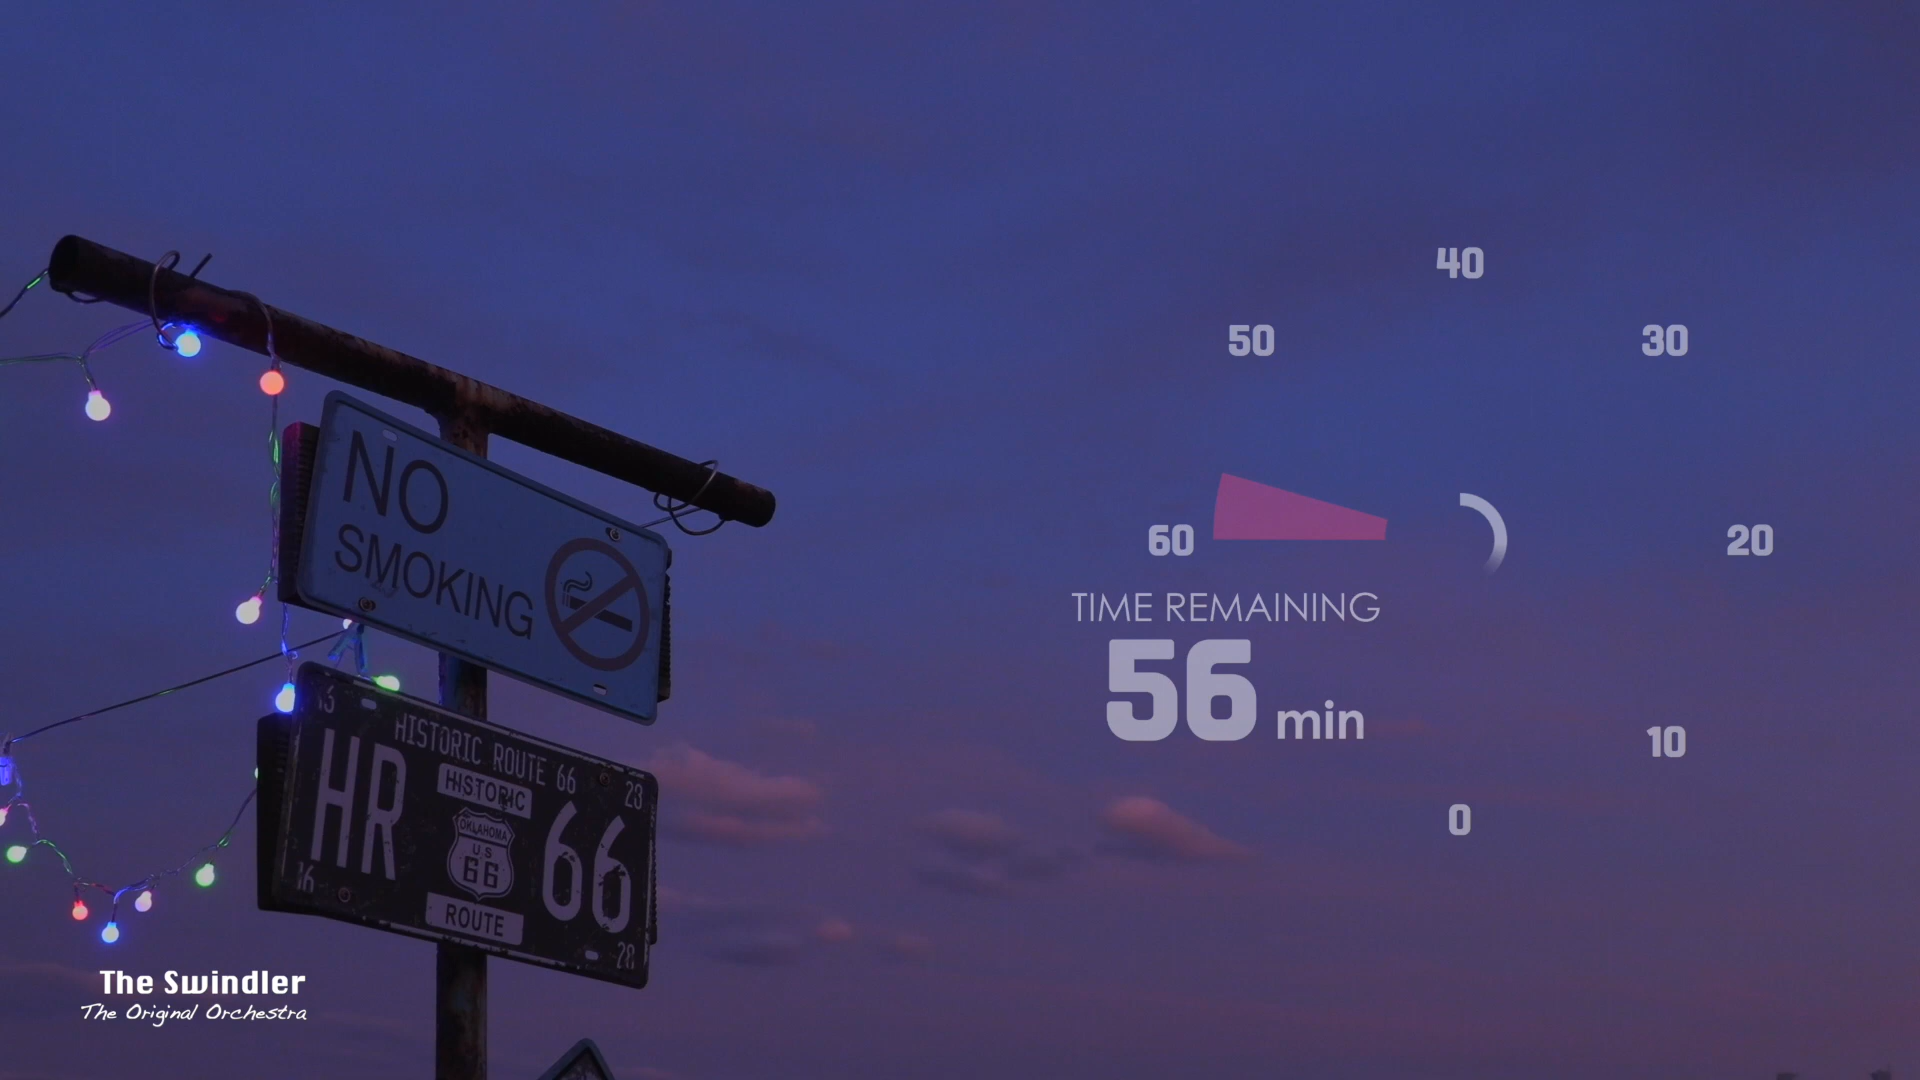 NO
SMOKING
13
HISTORIC ROUTE 66
23
HR
HISTORIC
OKLAHOMA
U.S
66
ROUTE
66
16
28
The Swindler
The Original Orchestra
40
50
30
60
20
TIME REMAINING
56 min
10
0